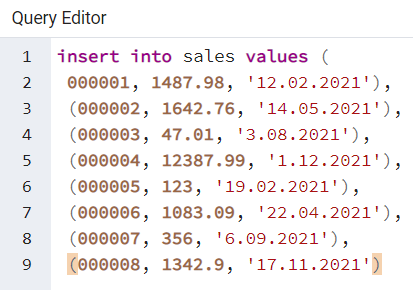 Query Editor
1 insert into sales values (
2 000001, 1487.98, '12.02.2021'),
3 (000002, 1642.76, '14.05.2021'),
4 (000003, 47.01, '3.08.2021'),
5 (000004, 12387.99, '1.12.2021'),
6 (000005, 123, '19.02.2021'),
7 (000006, 1083.09, '22.04.2021'),
8 (000007, 356, '6.09.2021'),
9 (000008, 1342.9, '17.11.2021')